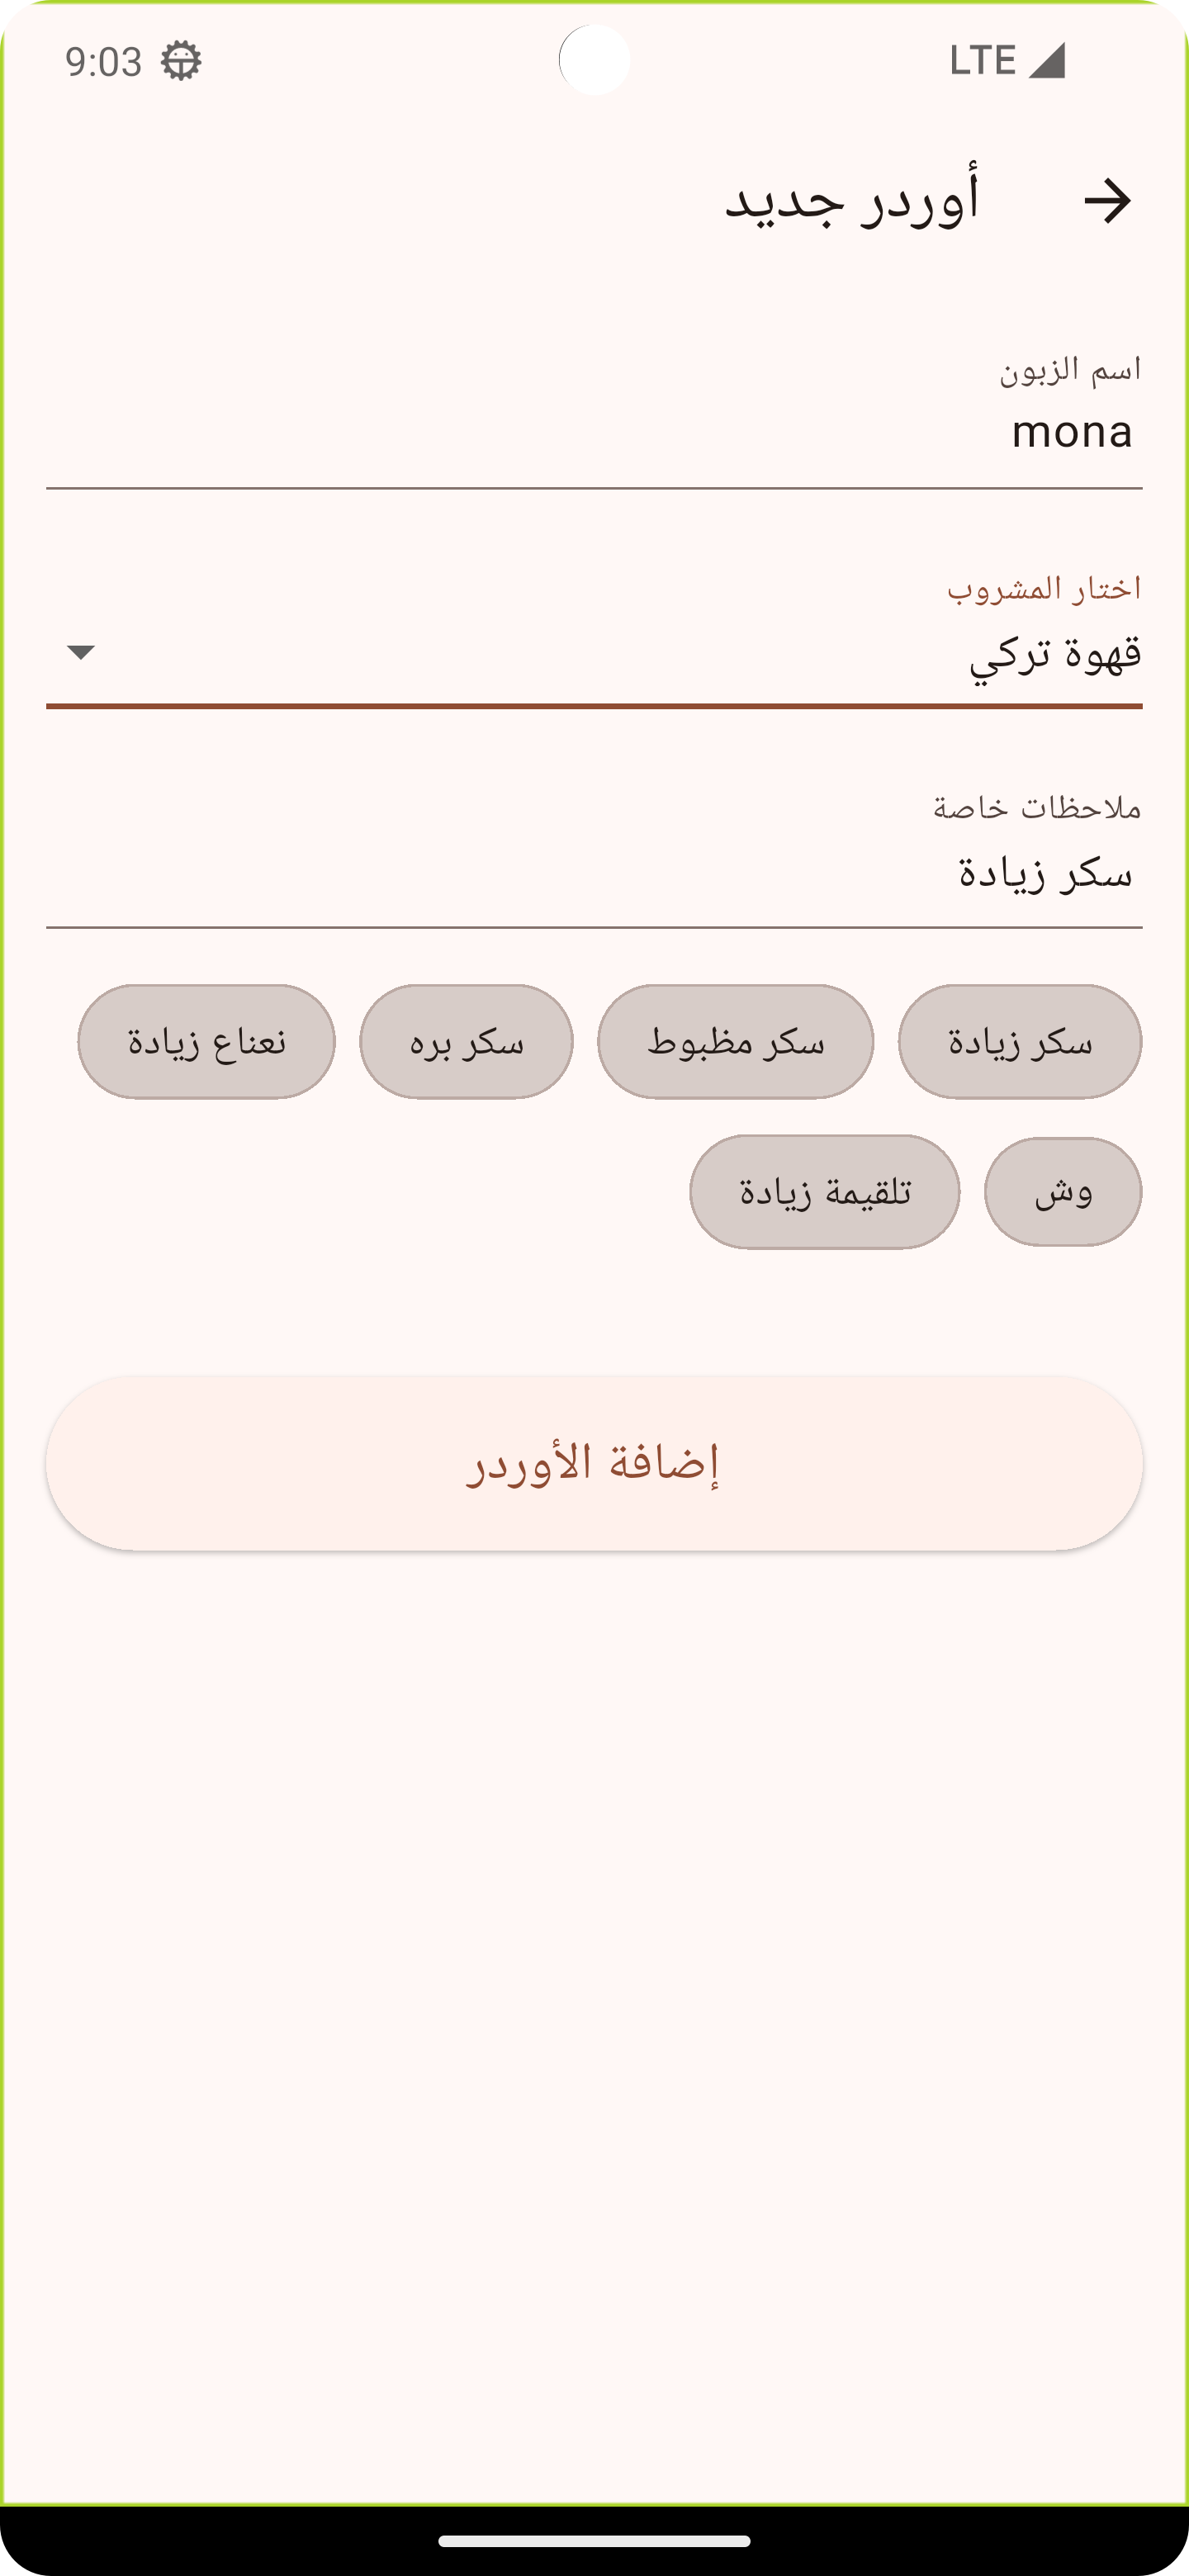 9:03 LTE
أوردر جديد
اسم الزبون
mona
اختار المشروب
قهوة تركي
ملاحظات خاصة
سكر زيادة
سكر زيادة سكر مظبوط سكر بره نعناع زيادة
وش تلقيمة زيادة
إضافة الأوردر